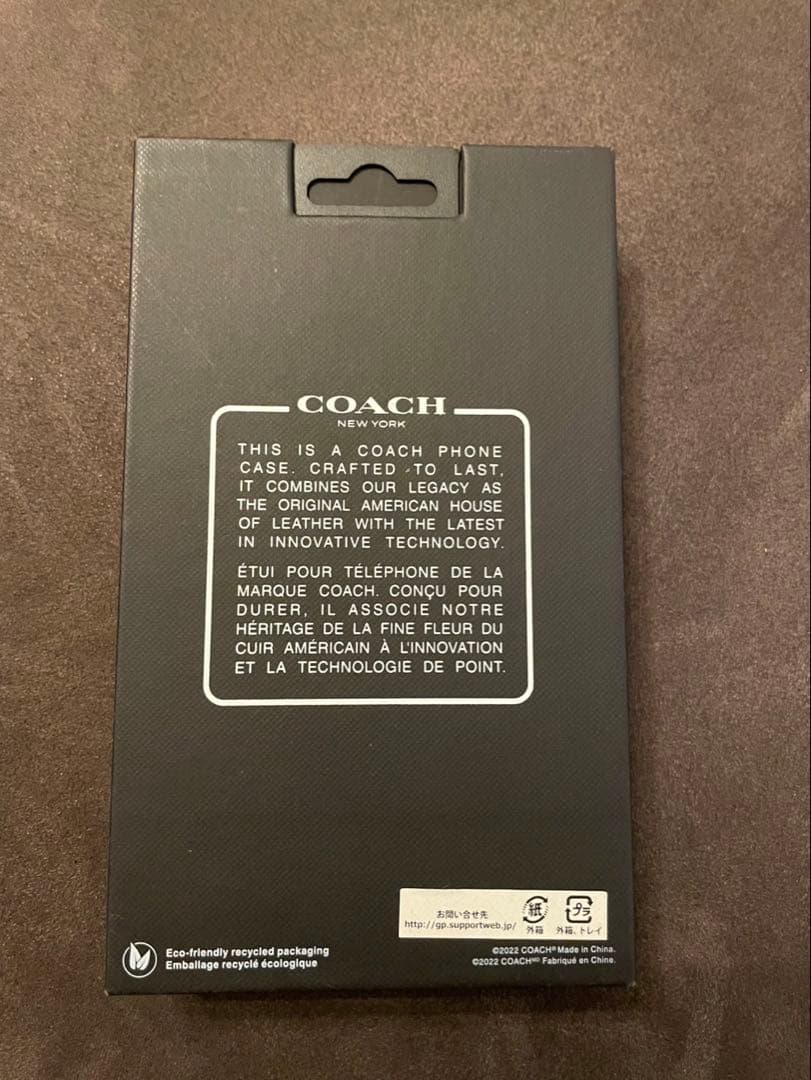 COACH
NEW YORK
THIS IS A COACH PHONE
CASE. CRAFTED TO LAST,
IT COMBINES OUR LEGACY AS
THE ORIGINAL AMERICAN HOUSE
OF LEATHER WITH THE LATEST
IN INNOVATIVE TECHNOLOGY.
ÉTUI POUR TÉLÉPHONE DE LA
MARQUE COACH. CONÇU POUR
DURER, IL ASSOCIE NOTRE
HÉRITAGE DE LA FINE FLEUR DU
CUIR AMÉRICAIN À L'INNOVATION
ET LA TECHNOLOGIE DE POINT.
お問い合せ先
http://gp.supportweb.jp/
紙
外箱
プラ
外箱、トレイ
Eco-friendly recycled packaging
Emballage recyclé écologique
©2022 COACH® Made in China.
©2022 COACHᴹᴰ Fabriqué en Chine.